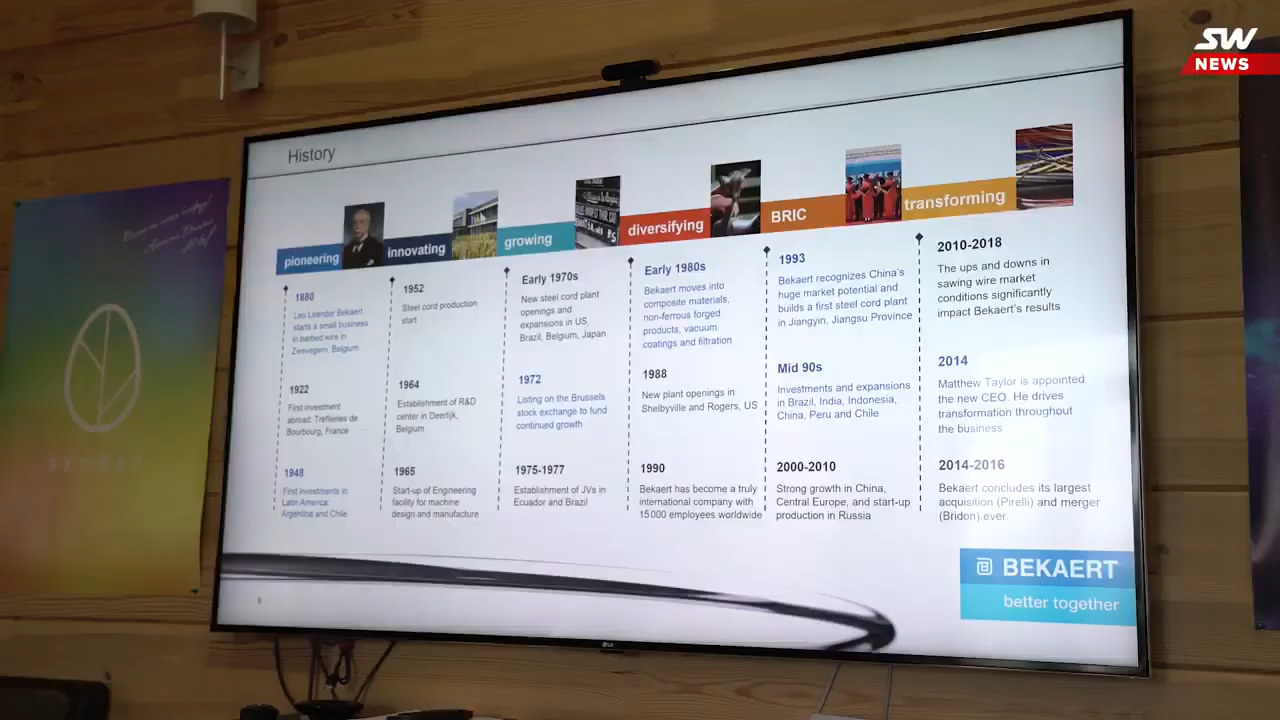 SW
NEWS
History
pioneering
innovating
growing
diversifying
BRIC
transforming
1880
Leo Leander Bekaert
starts a small business
in barbed wire in
Zwevegem, Belgium
1922
First investment
abroad: Tréfileries de
Bourbourg, France
1948
First investments in
Latin America:
Argentina and Chile
1952
Steel cord production
start
1964
Establishment of R&D
center in Deerlijk,
Belgium
1965
Start-up of Engineering
facility for machine
design and manufacture
Early 1970s
New steel cord plant
openings and
expansions in US,
Brazil, Belgium, Japan
1972
Listing on the Brussels
stock exchange to fund
continued growth
1975-1977
Establishment of JVs in
Ecuador and Brazil
Early 1980s
Bekaert moves into
composite materials,
non-ferrous forged
products, vacuum
coatings and filtration
1988
New plant openings in
Shelbyville and Rogers, US
1990
Bekaert has become a truly
international company with
15 000 employees worldwide
1993
Bekaert recognizes China's
huge market potential and
builds a first steel cord plant
in Jiangyin, Jiangsu Province
Mid 90s
Investments and expansions
in Brazil, India, Indonesia,
China, Peru and Chile
2000-2010
Strong growth in China,
Central Europe, and start-up
production in Russia
2010-2018
The ups and downs in
sawing wire market
conditions significantly
impact Bekaert's results
2014
Matthew Taylor is appointed
the new CEO. He drives
transformation throughout
the business
2014-2016
Bekaert concludes its largest
acquisition (Pirelli) and merger
(Bridon) ever.
BEKAERT
better together
6
LG